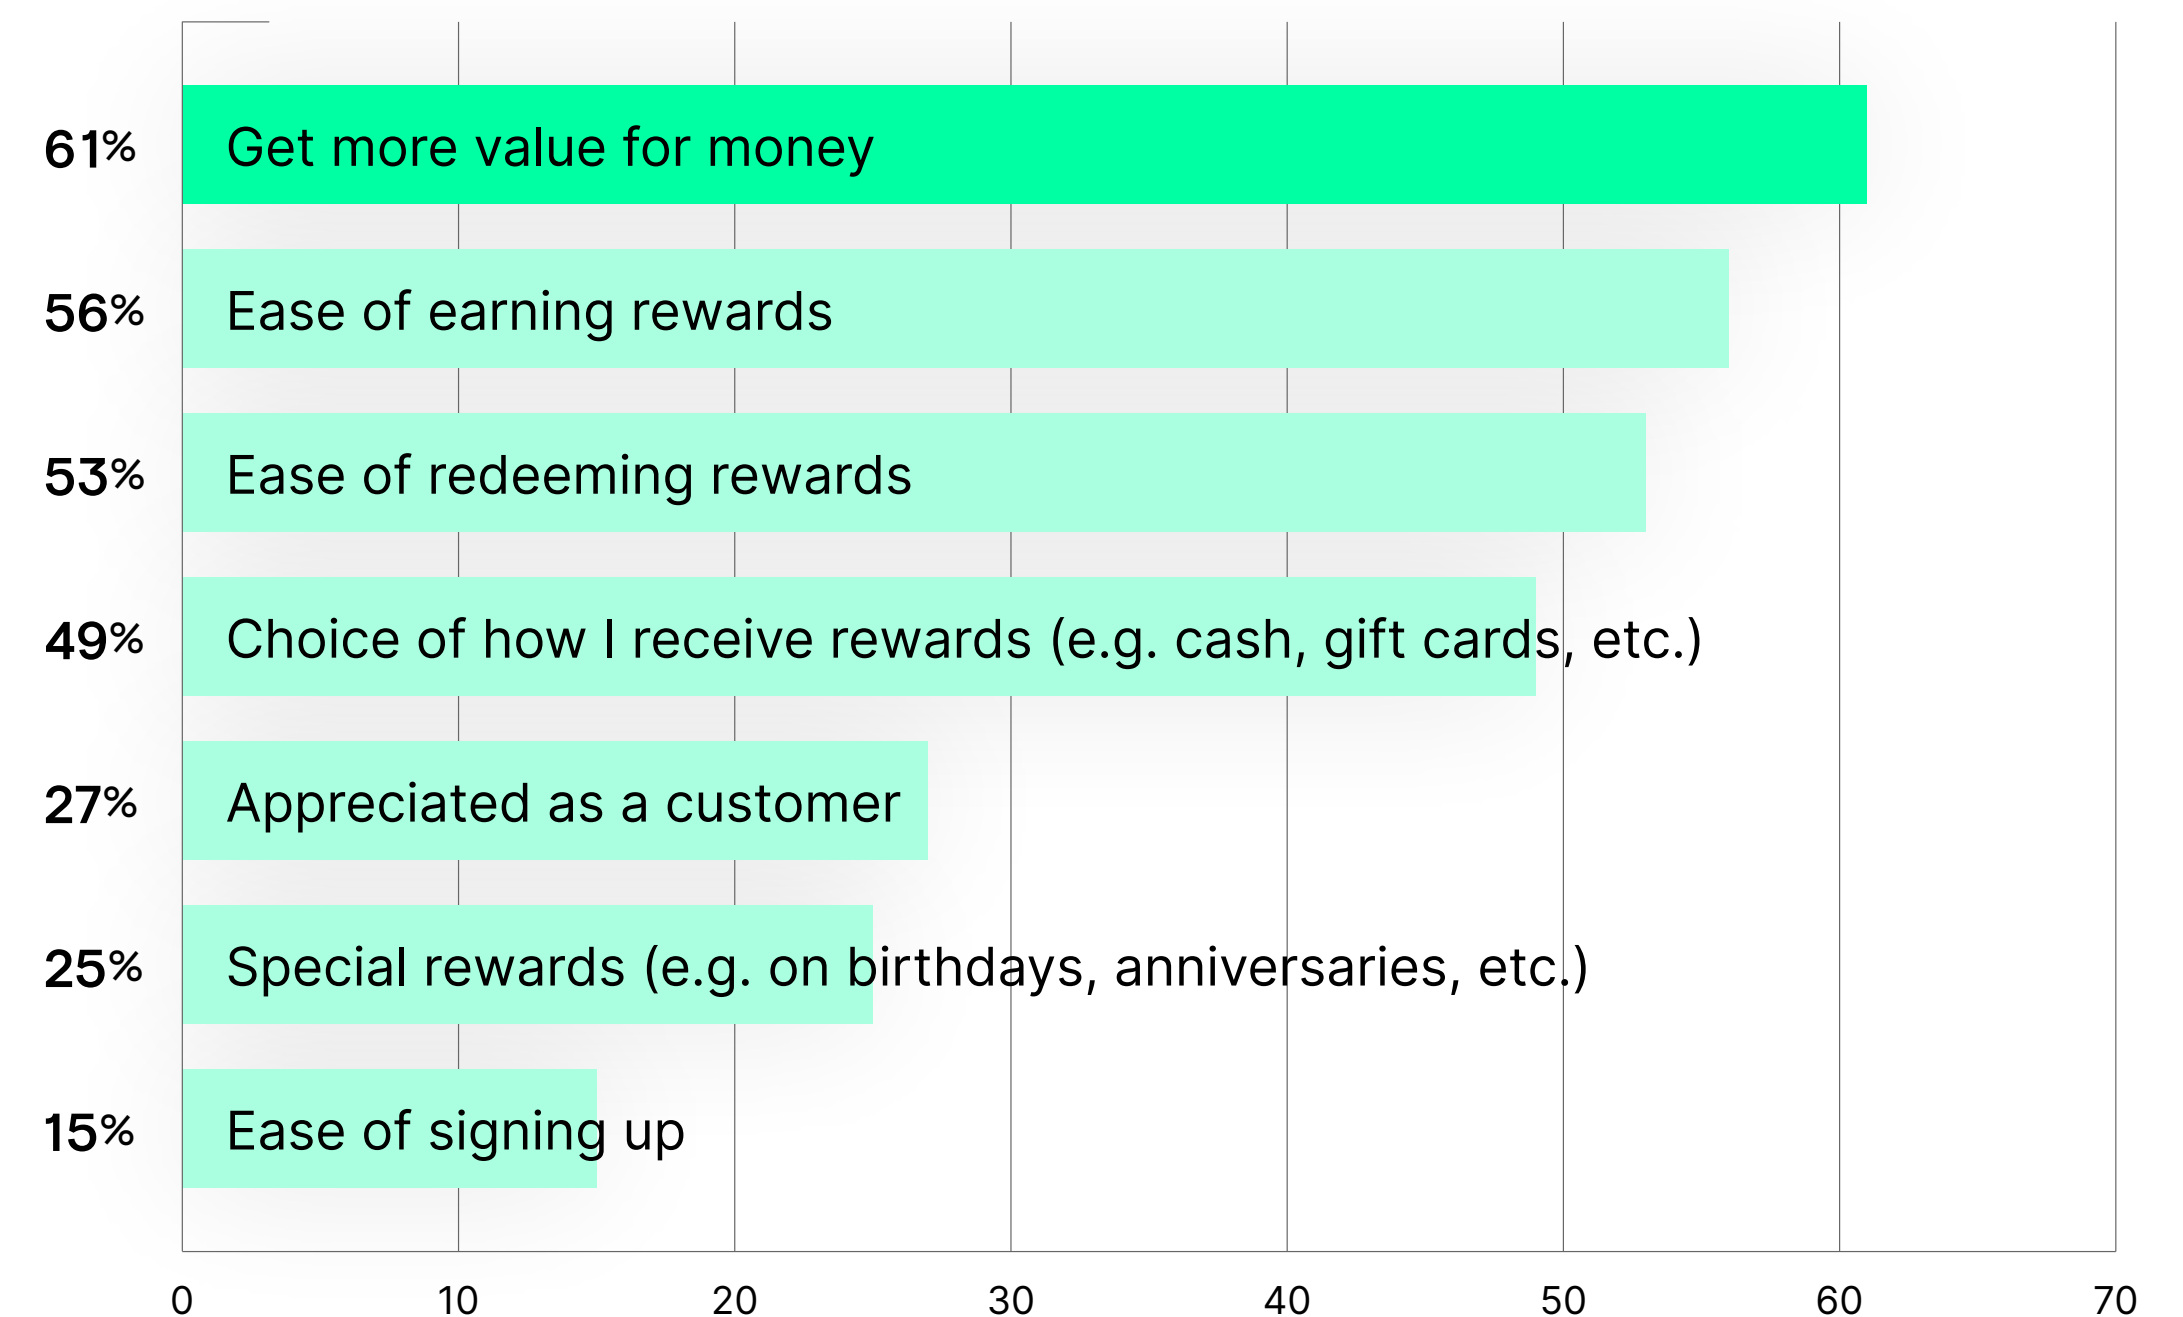 61% Get more value for money
56% Ease of earning rewards
53% Ease of redeeming rewards
49% Choice of how I receive rewards (e.g. cash, gift cards, etc.)
27% Appreciated as a customer
25% Special rewards (e.g. on birthdays, anniversaries, etc.)
15% Ease of signing up
0 10 20 30 40 50 60 70